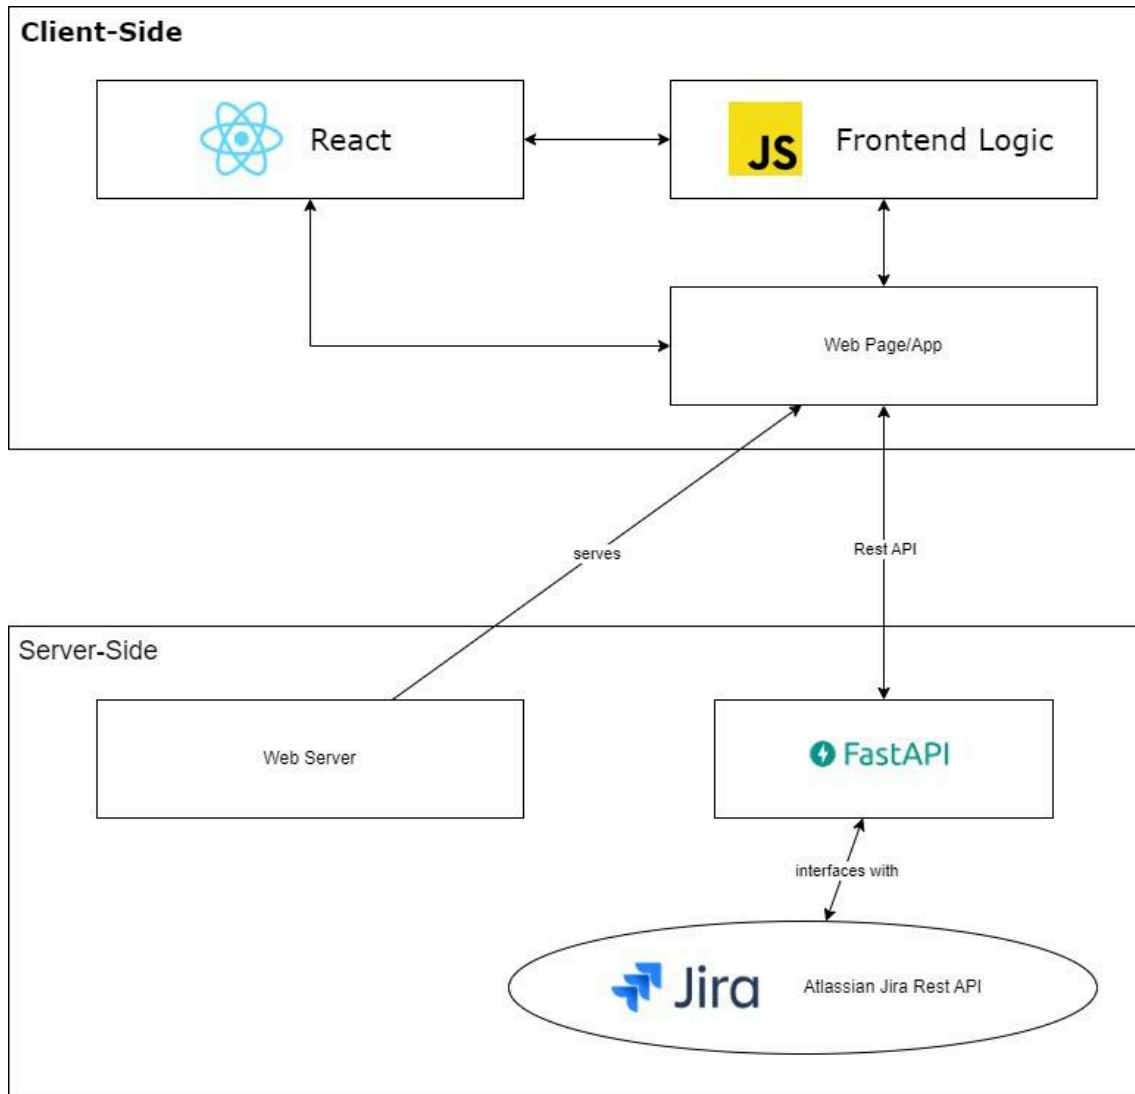 Client-Side
React
JS Frontend Logic
Web Page/App
serves
Rest API
Server-Side
Web Server
FastAPI
interfaces with
Jira Atlassian Jira Rest API